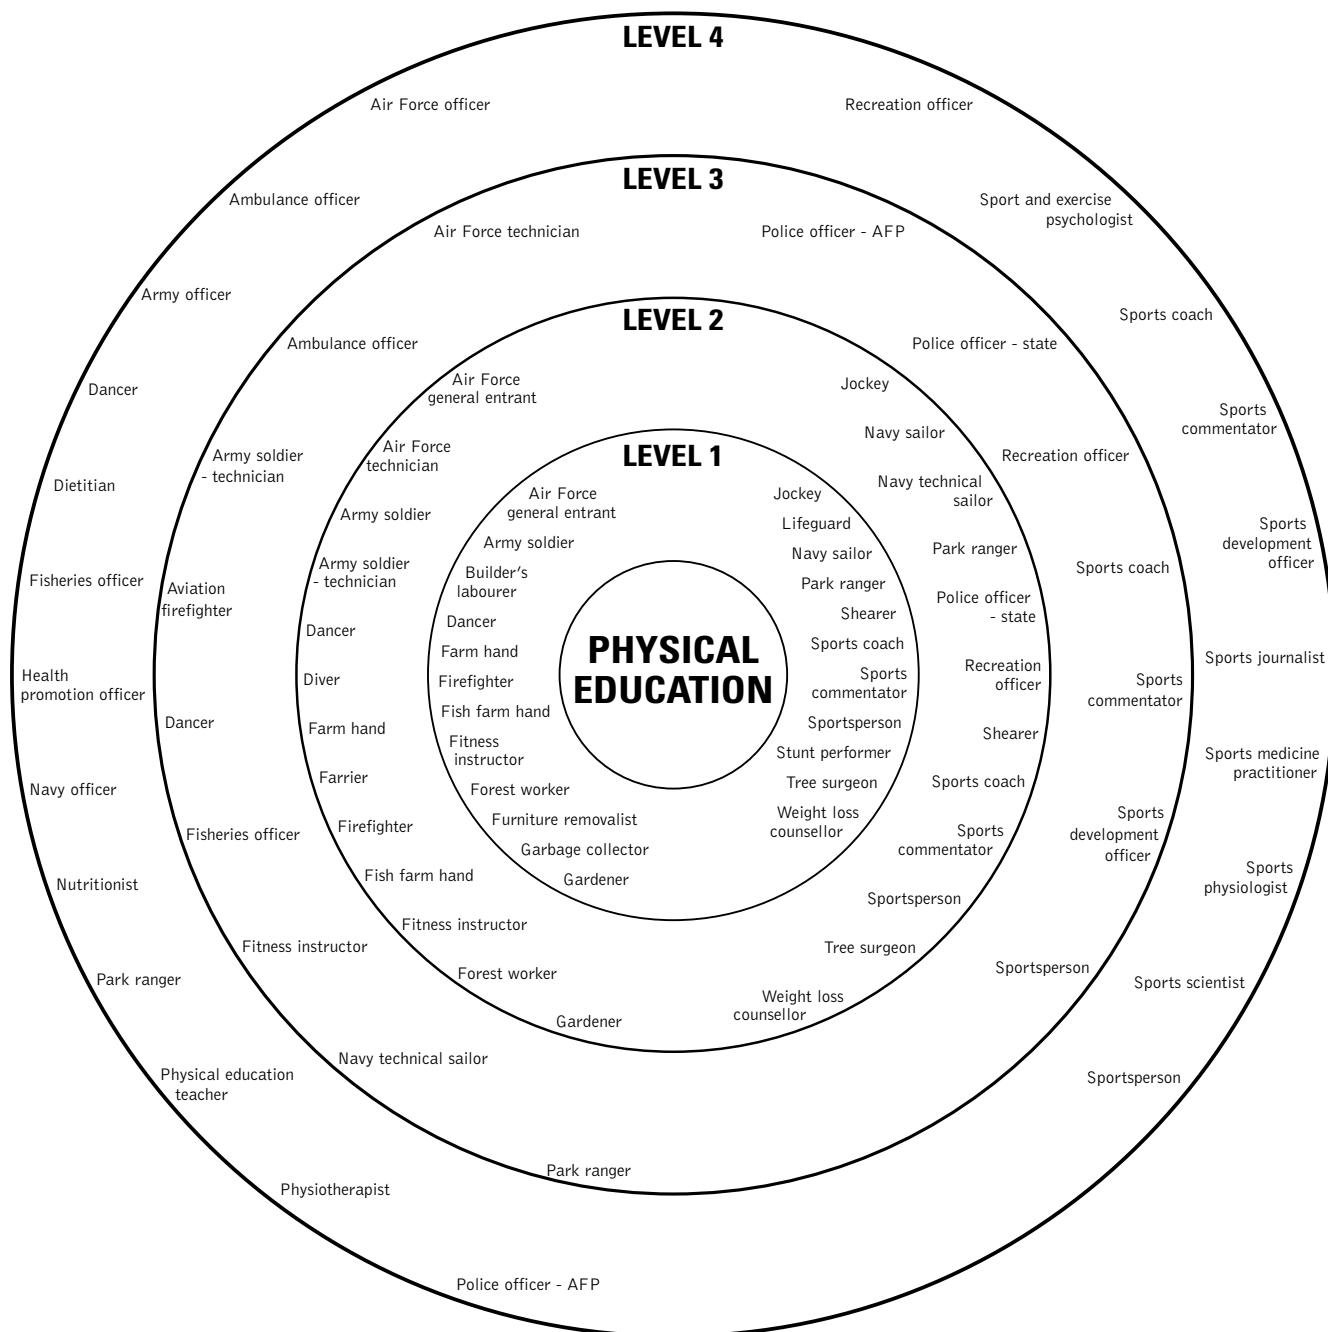 LEVEL 4
Air Force officer
Ambulance officer
Army officer
Dancer
Dietitian
Fisheries officer
Health
promotion officer
Navy officer
Nutritionist
Park ranger
Physical education
teacher
Physiotherapist
Police officer - AFP
Recreation officer
Sport and exercise
psychologist
Sports coach
Sports
commentator
Sports
development
officer
Sports journalist
Sports medicine
practitioner
Sports
physiologist
Sports scientist
Sportsperson
LEVEL 3
Air Force technician
Ambulance officer
Army soldier
- technician
Aviation
firefighter
Dancer
Fisheries officer
Fitness instructor
Navy technical sailor
Park ranger
Police officer - AFP
Police officer - state
Recreation officer
Sports coach
Sports
commentator
Sports
development
officer
Sportsperson
LEVEL 2
Air Force
general entrant
Air Force
technician
Army soldier
Army soldier
- technician
Dancer
Diver
Farm hand
Farrier
Firefighter
Fish farm hand
Fitness instructor
Forest worker
Gardener
Jockey
Navy sailor
Navy technical
sailor
Park ranger
Police officer
- state
Recreation
officer
Shearer
Sports coach
Sports
commentator
Sportsperson
Tree surgeon
Weight loss
counsellor
LEVEL 1
Air Force
general entrant
Army soldier
Builder's
labourer
Dancer
Farm hand
Firefighter
Fish farm hand
Fitness
instructor
Forest worker
Furniture removalist
Garbage collector
Gardener
Jockey
Lifeguard
Navy sailor
Park ranger
Shearer
Sports coach
Sports
commentator
Sportsperson
Stunt performer
Tree surgeon
Weight loss
counsellor
PHYSICAL
EDUCATION